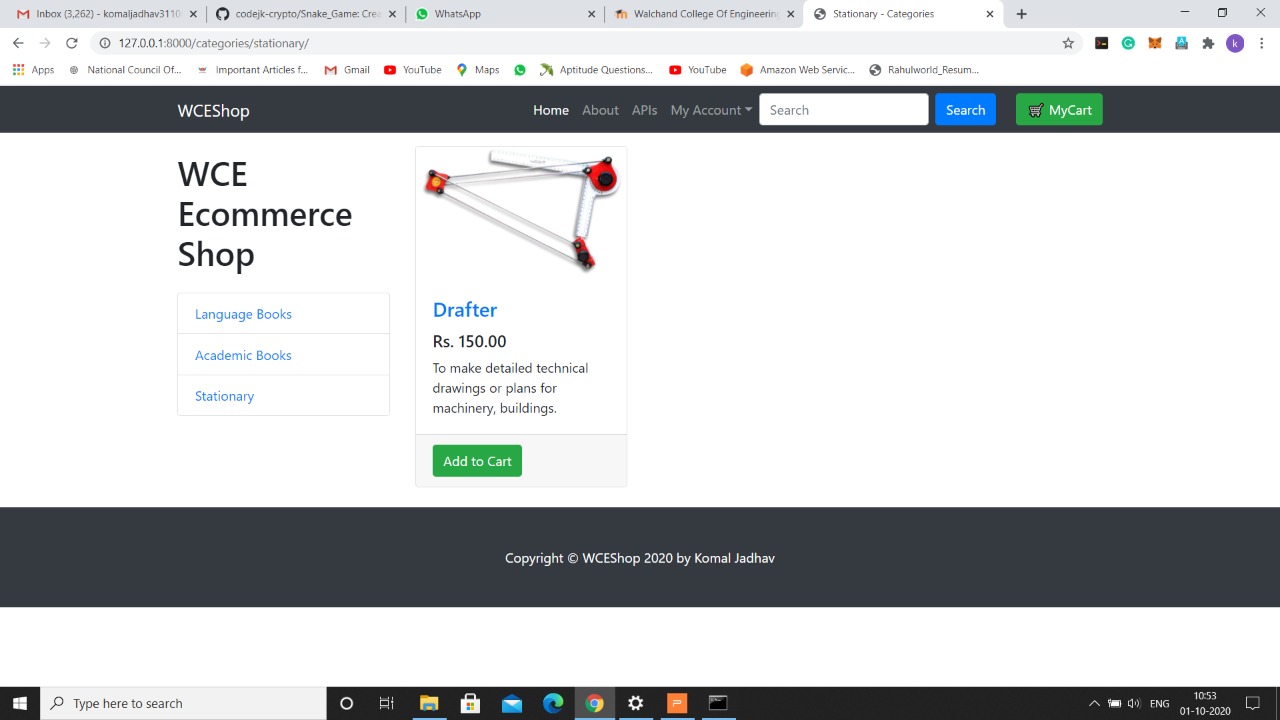 Inbox (3,262) - komaljadhav3110
codejk-crypto/Snake_Game: Crea
WhatsApp
Walchand College Of Engineering
Stationary - Categories
127.0.0.1:8000/categories/stationary/
k
Apps
National Council Of...
Important Articles f...
Gmail
YouTube
Maps
Aptitude Questions...
YouTube
Amazon Web Servic...
Rahulworld_Resum...
WCEShop
Home
About
APIs
My Account
Search
Search
MyCart
WCE
Ecommerce
Shop
Language Books
Academic Books
Stationary
Drafter
Rs. 150.00
To make detailed technical
drawings or plans for
machinery, buildings.
Add to Cart
Copyright © WCEShop 2020 by Komal Jadhav
Type here to search
ENG
10:53
01-10-2020